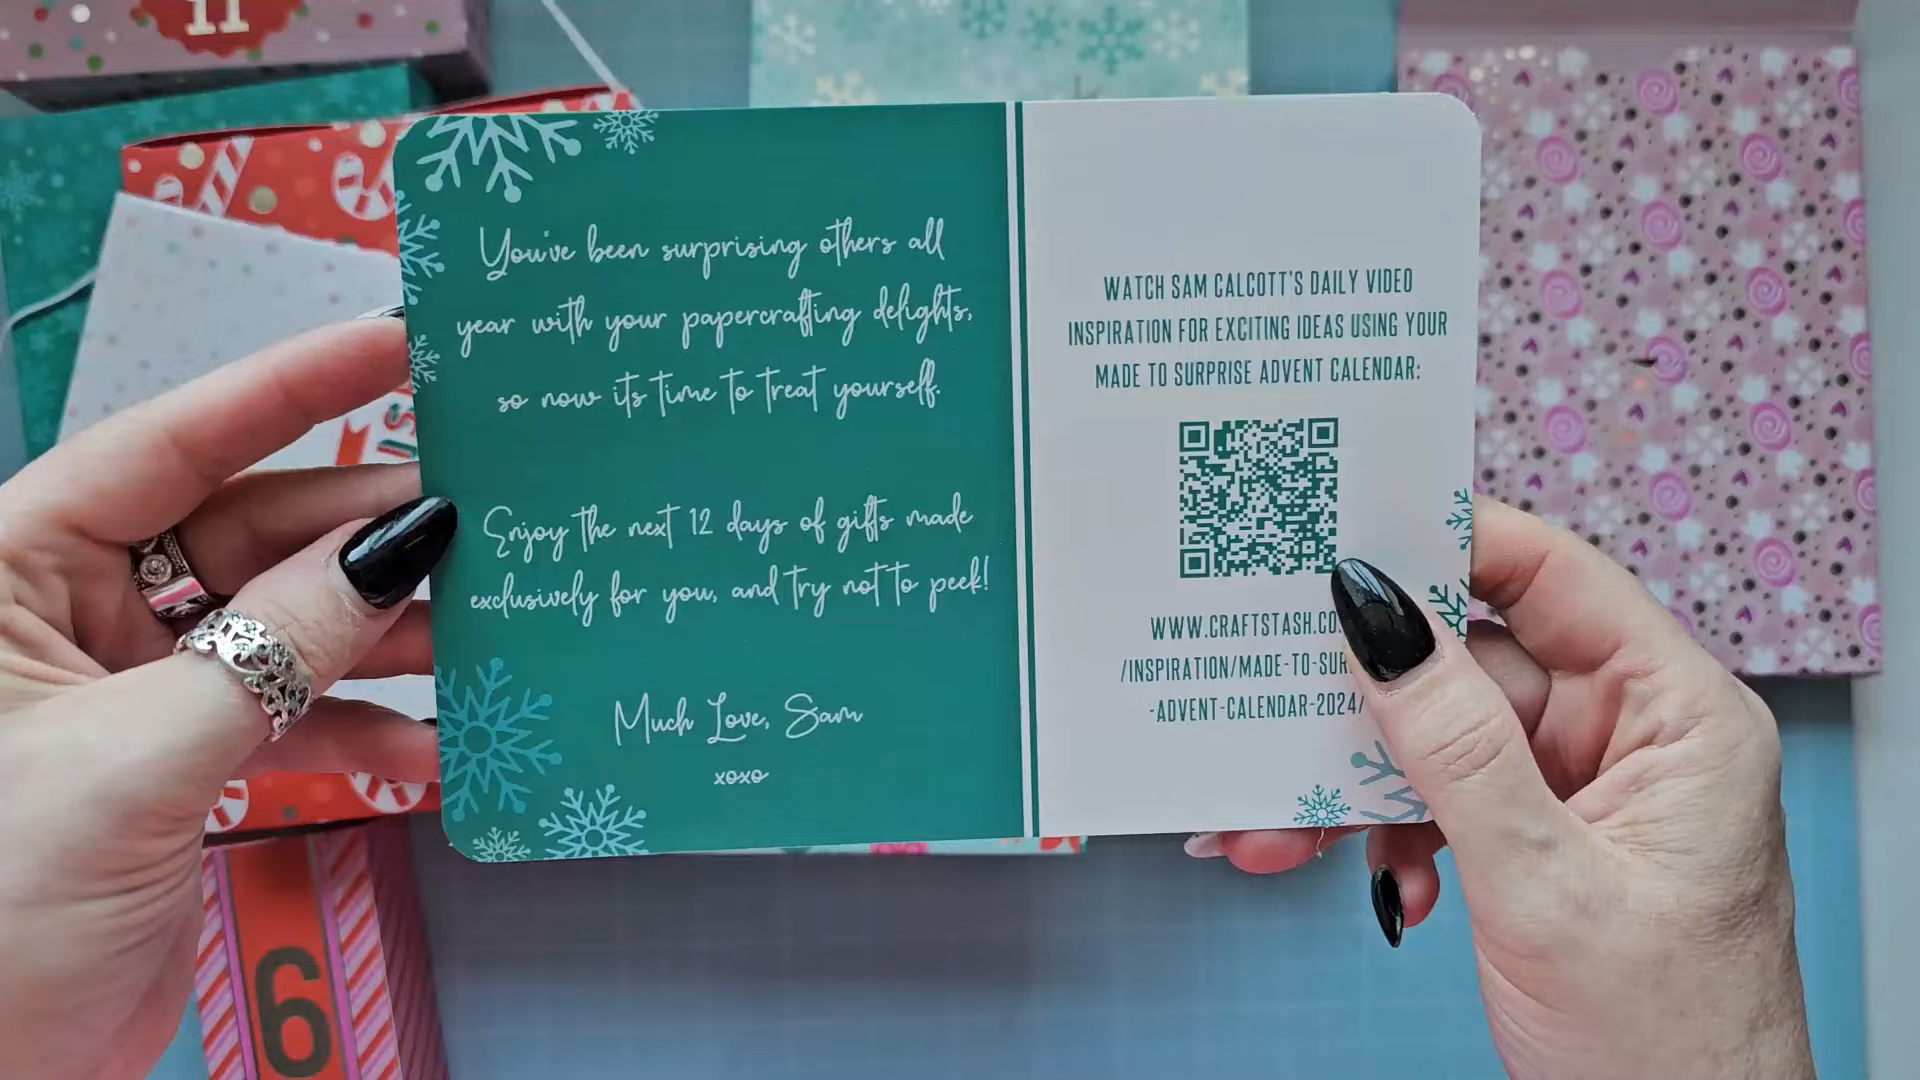 11
You've been surprising others all
year with your papercrafting delights,
so now its time to treat yourself.
Enjoy the next 12 days of gifts made
exclusively for you, and try not to peek!
Much Love, Sam
xoxo
WATCH SAM CALCOTT'S DAILY VIDEO
INSPIRATION FOR EXCITING IDEAS USING YOUR
MADE TO SURPRISE ADVENT CALENDAR:
WWW.CRAFTSTASH.CO
/INSPIRATION/MADE-TO-SUR
-ADVENT-CALENDAR-2024/
6